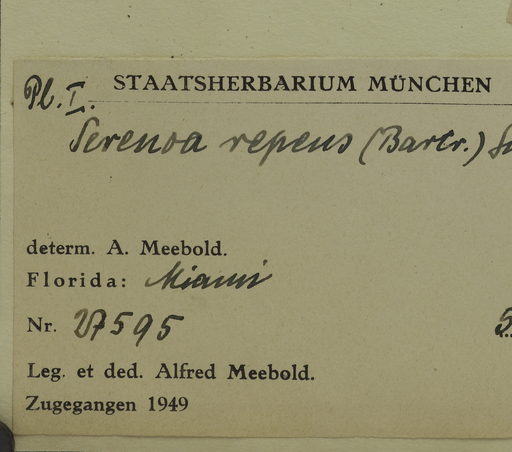 Pl. I. STAATSHERBARIUM MÜNCHEN
Serenoa repens (Bartr.)
determ. A. Meebold.
Florida: Miami
Nr. 27595
Leg. et ded. Alfred Meebold.
Zugegangen 1949